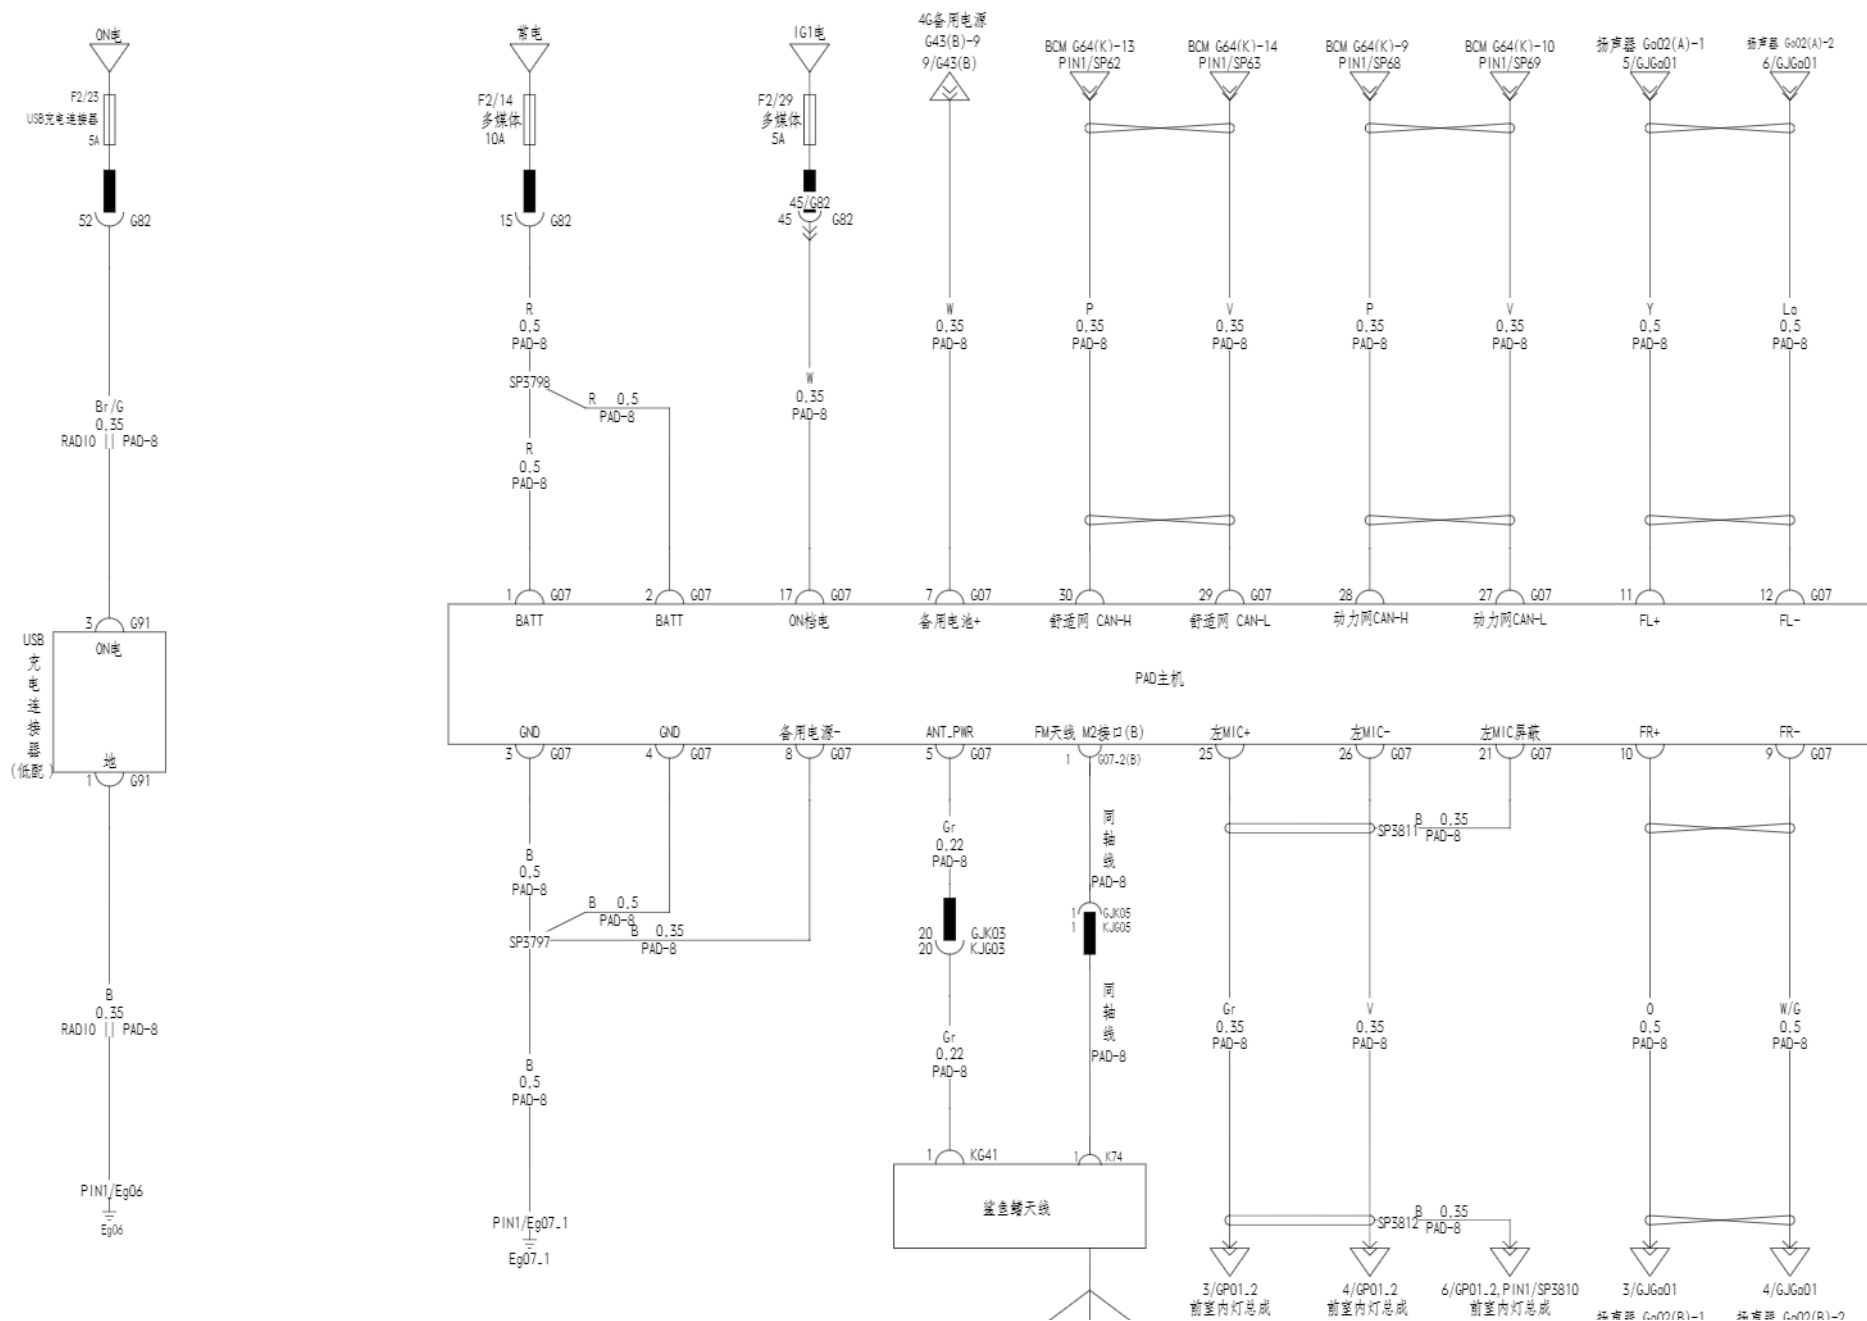 ON电
F2/23
USB充电连接器
5A
52
G82
Br/G
0.35
RADIO || PAD-8
3
G91
USB充电连接器(低配)
ON电
地
1
G91
B
0.35
RADIO || PAD-8
PIN1/Eg06
Eg06
常电
F2/14
多媒体
10A
15
G82
R
0.5
PAD-8
SP3798
R 0.5
PAD-8
R
0.5
PAD-8
IG1电
F2/29
多媒体
5A
45/G82
45
G82
W
0.35
PAD-8
4G备用电源
G43(B)-9
9/G43(B)
W
0.35
PAD-8
BCM G64(K)-13
PIN1/SP62
P
0.35
PAD-8
BCM G64(K)-14
PIN1/SP63
V
0.35
PAD-8
BCM G64(K)-9
PIN1/SP68
P
0.35
PAD-8
BCM G64(K)-10
PIN1/SP69
V
0.35
PAD-8
扬声器 Ga02(A)-1
5/GJGa01
Y
0.5
PAD-8
扬声器 Ga02(A)-2
6/GJGa01
La
0.5
PAD-8
1 G07
BATT
2 G07
BATT
17 G07
ON档电
7 G07
备用电池+
30
舒适网 CAN-H
29 G07
舒适网 CAN-L
28
动力网CAN-H
27 G07
动力网CAN-L
11
FL+
12 G07
FL-
PAD主机
GND
3 G07
GND
4 G07
备用电源-
8 G07
ANT_PWR
5 G07
FM天线 M2接口(B)
1 G07-2(B)
左MIC+
25
左MIC-
26 G07
左MIC屏蔽
21 G07
FR+
10
FR-
9 G07
B
0.5
PAD-8
B 0.5
PAD-8
B 0.35
PAD-8
SP3797
B
0.5
PAD-8
PIN1/Eg07_1
Eg07_1
Gr
0.22
PAD-8
20 GJK03
20 KJG03
Gr
0.22
PAD-8
1 KG41
同轴线
PAD-8
1 GJK05
1 KJG05
同轴线
PAD-8
1 K74
鲨鱼鳍天线
SP3811
B 0.35
PAD-8
Gr
0.35
PAD-8
V
0.35
PAD-8
SP3812
B 0.35
PAD-8
3/GP01_2
前室内灯总成
4/GP01_2
前室内灯总成
6/GP01_2,PIN1/SP3810
前室内灯总成
O
0.5
PAD-8
W/G
0.5
PAD-8
3/GJGa01
扬声器 Ga02(B)-1
4/GJGa01
扬声器 Ga02(B)-2